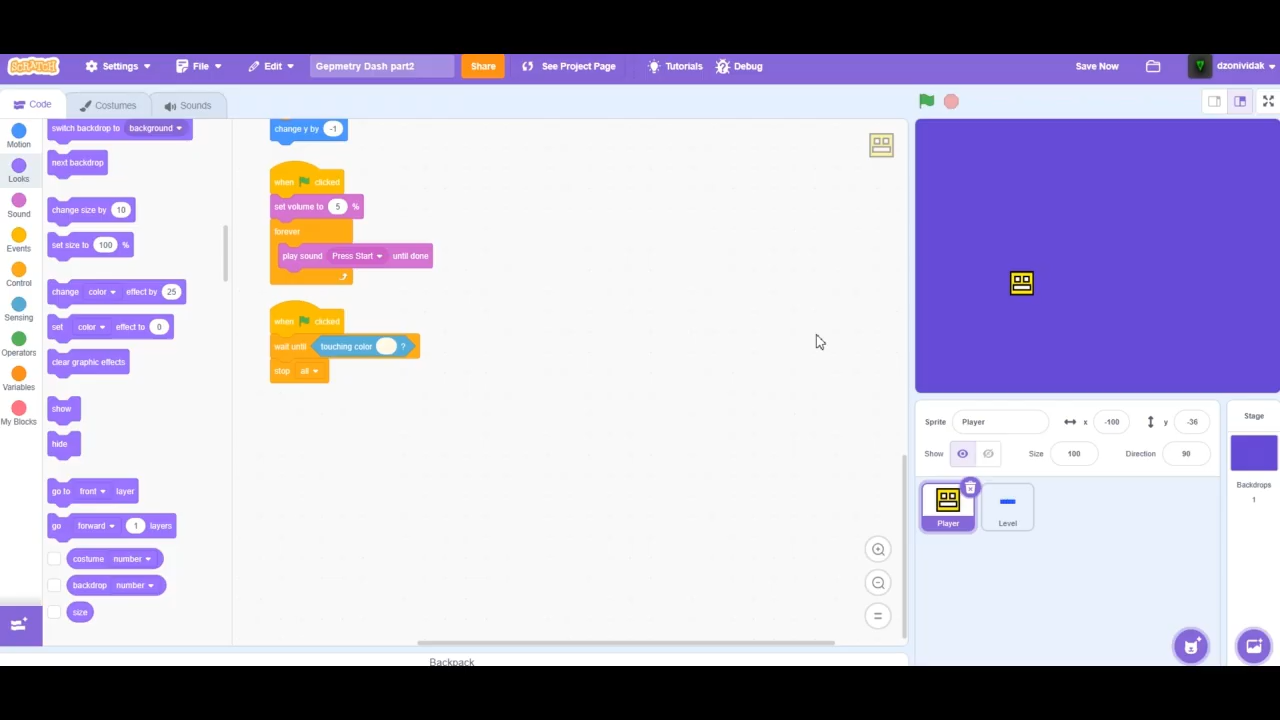 SCRATCH
Settings
File
Edit
Gepmetry Dash part2
Share
See Project Page
Tutorials
Debug
Save Now
dzonividak
Code
Costumes
Sounds
Motion
Looks
Sound
Events
Control
Sensing
Operators
Variables
My Blocks
switch backdrop to background
next backdrop
change size by 10
set size to 100 %
change color effect by 25
set color effect to 0
clear graphic effects
show
hide
go to front layer
go forward 1 layers
costume number
backdrop number
size
change y by -1
when clicked
set volume to 5 %
forever
play sound Press Start until done
when clicked
wait until touching color ?
stop all
Backpack
Sprite Player x -100 y -36
Show Size 100 Direction 90
Player
Level
Stage
Backdrops
1